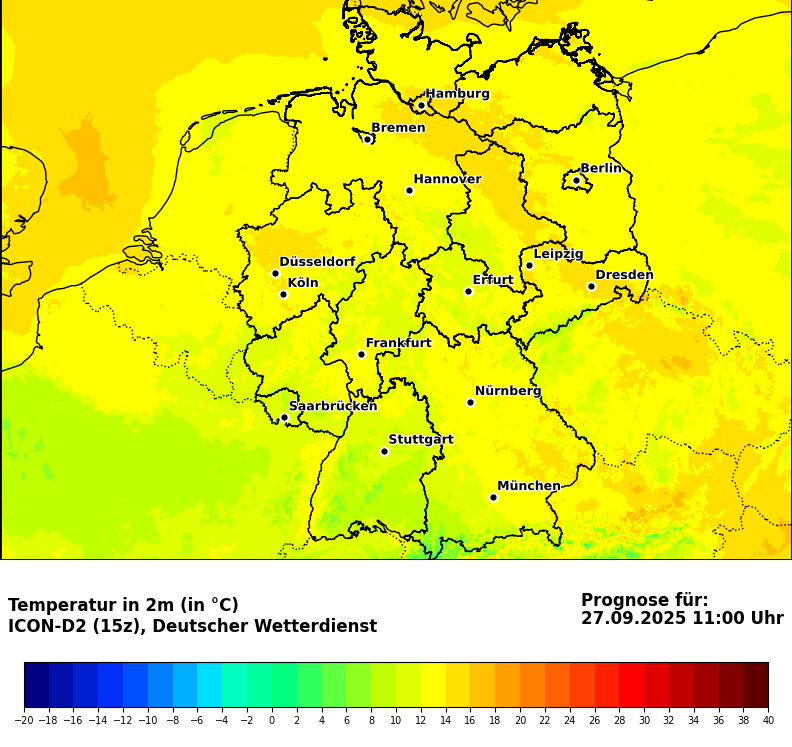 Hamburg
Bremen
Berlin
Hannover
Leipzig
Düsseldorf
Dresden
Köln
Erfurt
Frankfurt
Nürnberg
Saarbrücken
Stuttgart
München
Temperatur in 2m (in °C)
ICON-D2 (15z), Deutscher Wetterdienst
Prognose für:
27.09.2025 11:00 Uhr
−20 −18 −16 −14 −12 −10 −8 −6 −4 −2 0 2 4 6 8 10 12 14 16 18 20 22 24 26 28 30 32 34 36 38 40